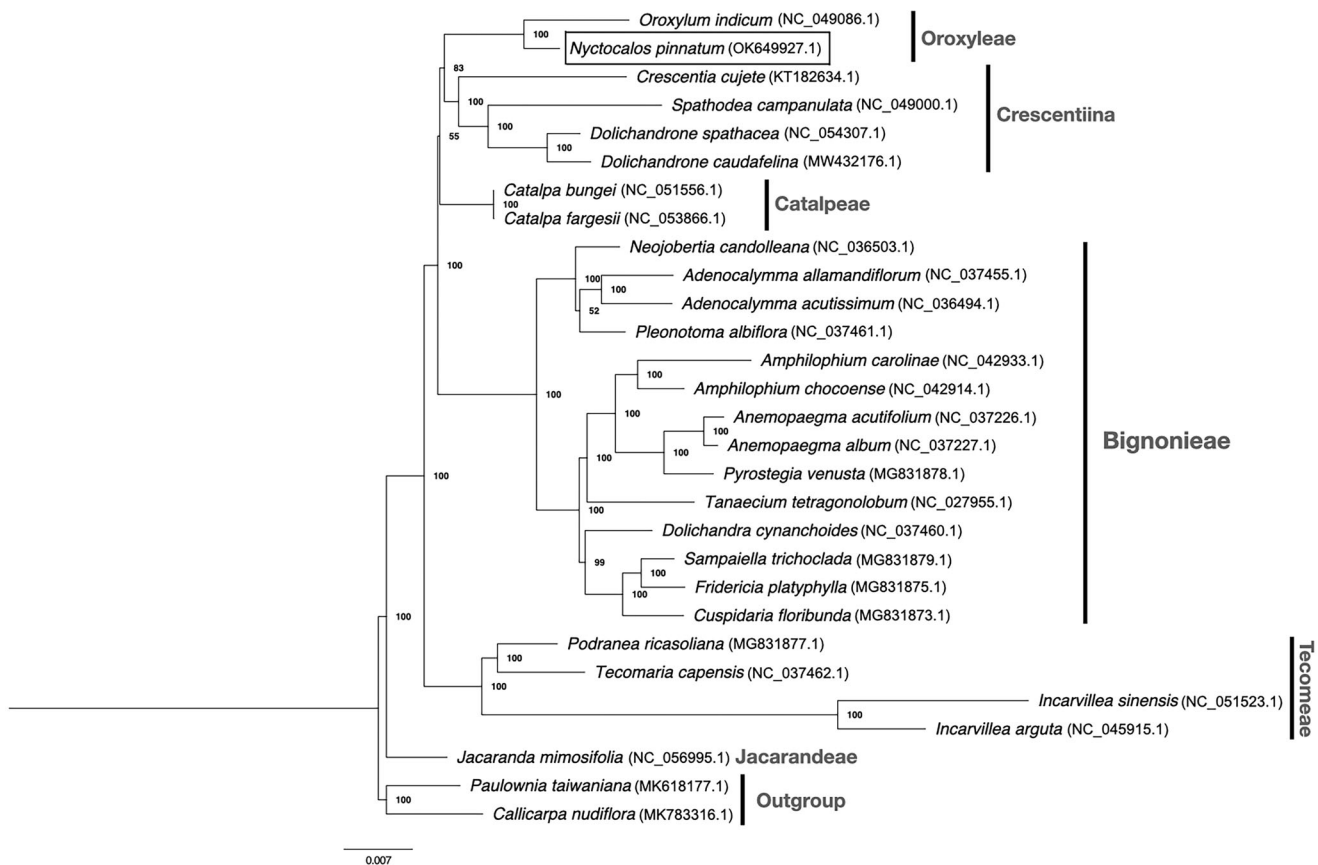 Oroxylum indicum (NC_049086.1)
100
Nyctocalos pinnatum (OK649927.1)
Oroxyleae
83
Crescentia cujete (KT182634.1)
100
Spathodea campanulata (NC_049000.1)
Crescentiina
100
Dolichandrone spathacea (NC_054307.1)
55
100
Dolichandrone caudafelina (MW432176.1)
Catalpa bungei (NC_051556.1)
100
Catalpeae
Catalpa fargesii (NC_053866.1)
Neojobertia candolleana (NC_036503.1)
100
Adenocalymma allamandiflorum (NC_037455.1)
100
100
Adenocalymma acutissimum (NC_036494.1)
52
Pleonotoma albiflora (NC_037461.1)
Amphilophium carolinae (NC_042933.1)
100
Amphilophium chocoense (NC_042914.1)
100
100
Anemopaegma acutifolium (NC_037226.1)
100
Anemopaegma album (NC_037227.1)
Bignonieae
100
100
Pyrostegia venusta (MG831878.1)
100
Tanaecium tetragonolobum (NC_027955.1)
100
Dolichandra cynanchoides (NC_037460.1)
99
Sampaiella trichoclada (MG831879.1)
100
Fridericia platyphylla (MG831875.1)
100
Cuspidaria floribunda (MG831873.1)
100
Podranea ricasoliana (MG831877.1)
100
Tecomaria capensis (NC_037462.1)
100
Incarvillea sinensis (NC_051523.1)
100
Incarvillea arguta (NC_045915.1)
Tecomeae
Jacaranda mimosifolia (NC_056995.1) Jacarandeae
Paulownia taiwaniana (MK618177.1)
100
Outgroup
Callicarpa nudiflora (MK783316.1)
0.007